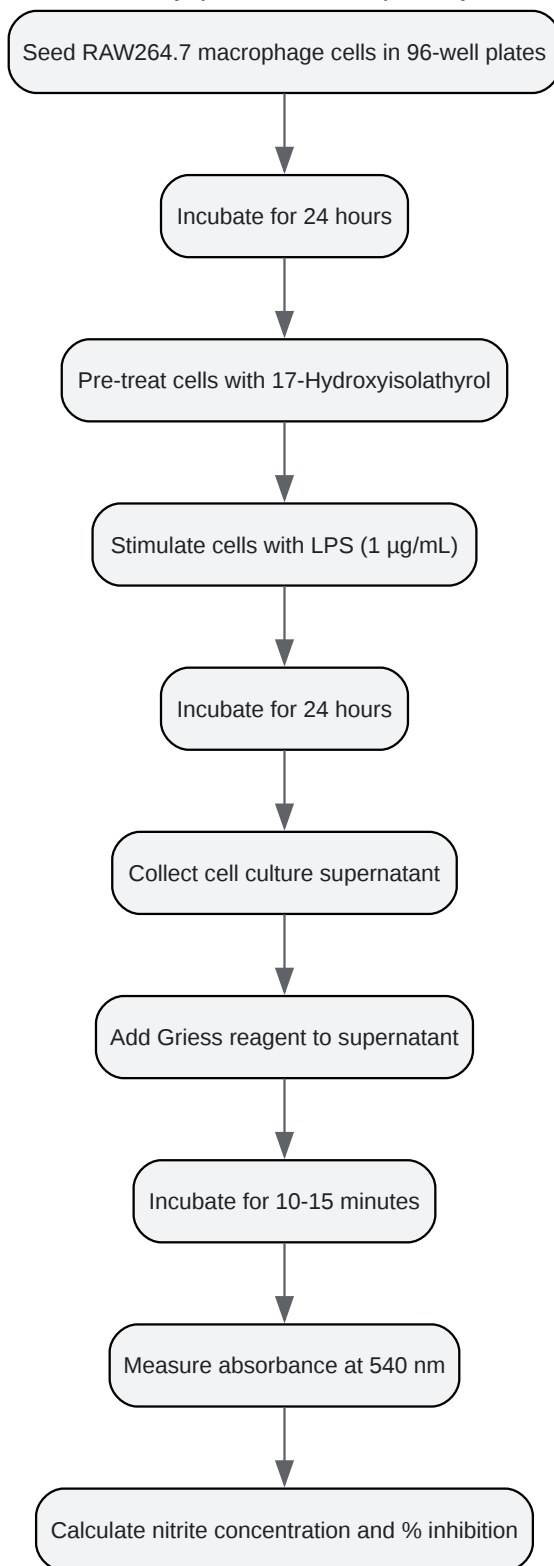 Seed RAW264.7 macrophage cells in 96-well plates
Incubate for 24 hours
Pre-treat cells with 17-Hydroxyisolathyrol
Stimulate cells with LPS (1 µg/mL)
Incubate for 24 hours
Collect cell culture supernatant
Add Griess reagent to supernatant
Incubate for 10-15 minutes
Measure absorbance at 540 nm
Calculate nitrite concentration and % inhibition